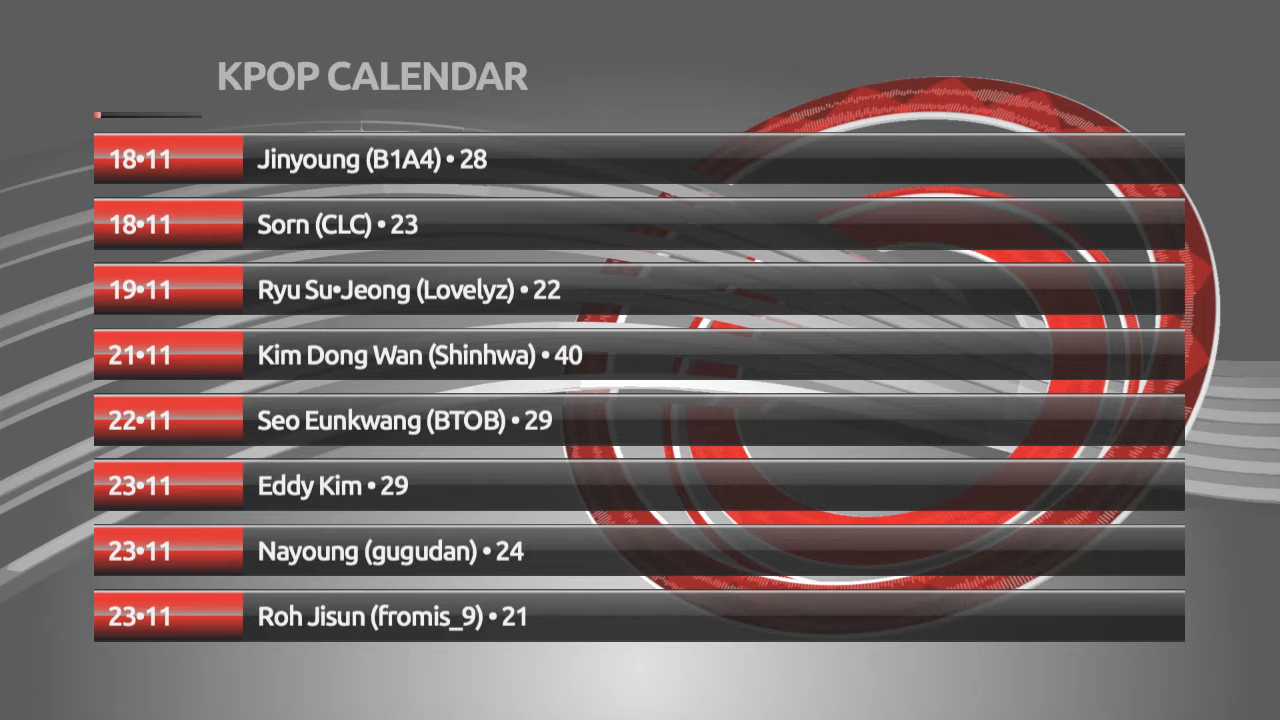 KPOP CALENDAR
18•11 Jinyoung (B1A4) • 28
18•11 Sorn (CLC) • 23
19•11 Ryu Su•Jeong (Lovelyz) • 22
21•11 Kim Dong Wan (Shinhwa) • 40
22•11 Seo Eunkwang (BTOB) • 29
23•11 Eddy Kim • 29
23•11 Nayoung (gugudan) • 24
23•11 Roh Jisun (fromis_9) • 21